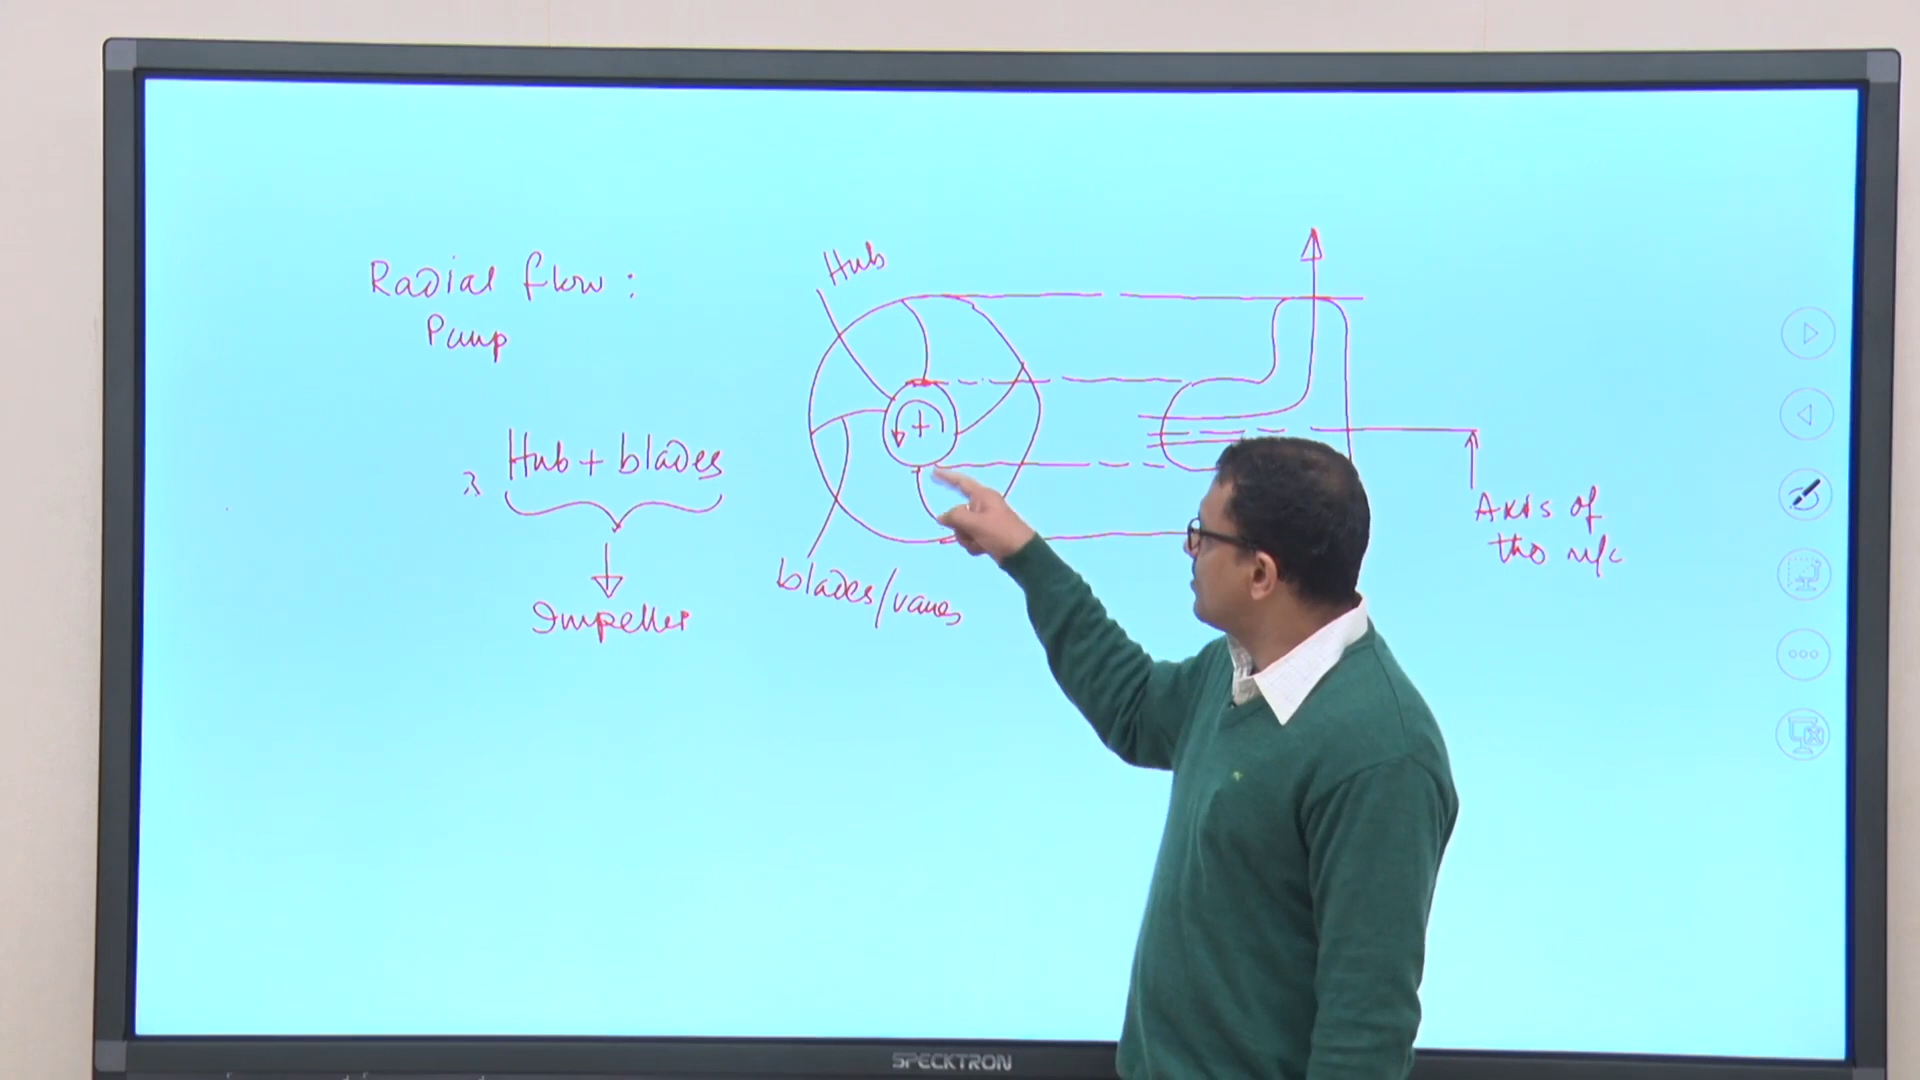 Radial flow :
Pump
Hub + blades
Impeller
Hub
blades/vanes
Axis of
the m/c
SPECKTRON